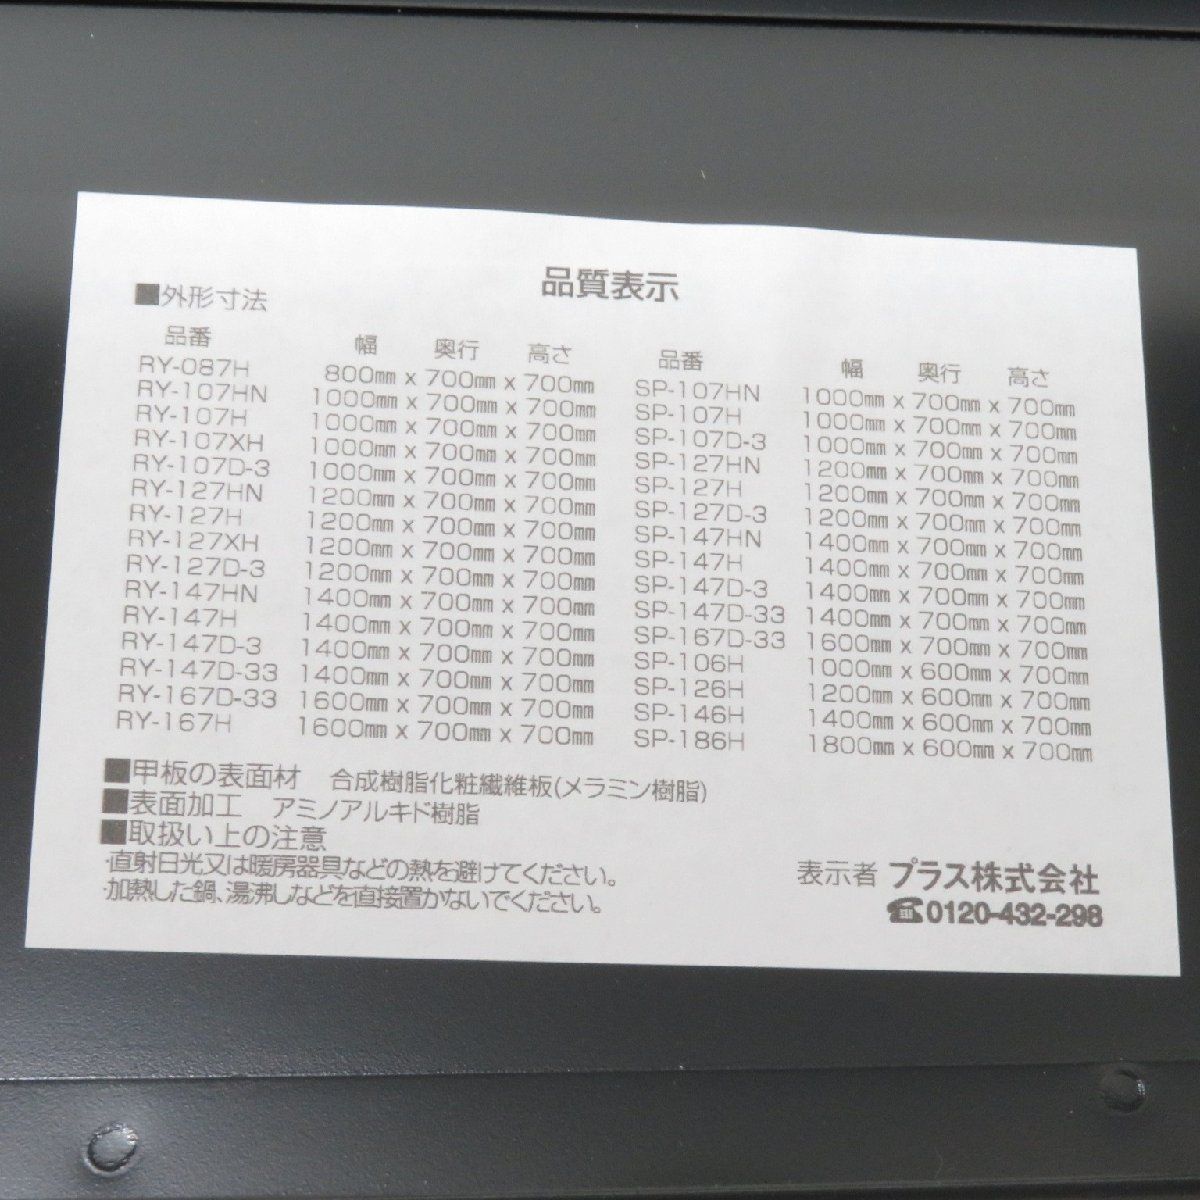 品質表示
■外形寸法
品番 幅 奥行 高さ
RY-087H 800㎜ x 700㎜ x 700㎜
RY-107HN 1000㎜ x 700㎜ x 700㎜
RY-107H 1000㎜ x 700㎜ x 700㎜
RY-107XH 1000㎜ x 700㎜ x 700㎜
RY-107D-3 1000㎜ x 700㎜ x 700㎜
RY-127HN 1200㎜ x 700㎜ x 700㎜
RY-127H 1200㎜ x 700㎜ x 700㎜
RY-127XH 1200㎜ x 700㎜ x 700㎜
RY-127D-3 1200㎜ x 700㎜ x 700㎜
RY-147HN 1400㎜ x 700㎜ x 700㎜
RY-147H 1400㎜ x 700㎜ x 700㎜
RY-147D-3 1400㎜ x 700㎜ x 700㎜
RY-147D-33 1400㎜ x 700㎜ x 700㎜
RY-167D-33 1600㎜ x 700㎜ x 700㎜
RY-167H 1600㎜ x 700㎜ x 700㎜
品番 幅 奥行 高さ
SP-107HN 1000㎜ x 700㎜ x 700㎜
SP-107H 1000㎜ x 700㎜ x 700㎜
SP-107D-3 1000㎜ x 700㎜ x 700㎜
SP-127HN 1200㎜ x 700㎜ x 700㎜
SP-127H 1200㎜ x 700㎜ x 700㎜
SP-127D-3 1200㎜ x 700㎜ x 700㎜
SP-147HN 1400㎜ x 700㎜ x 700㎜
SP-147H 1400㎜ x 700㎜ x 700㎜
SP-147D-3 1400㎜ x 700㎜ x 700㎜
SP-147D-33 1400㎜ x 700㎜ x 700㎜
SP-167D-33 1600㎜ x 700㎜ x 700㎜
SP-106H 1000㎜ x 600㎜ x 700㎜
SP-126H 1200㎜ x 600㎜ x 700㎜
SP-146H 1400㎜ x 600㎜ x 700㎜
SP-186H 1800㎜ x 600㎜ x 700㎜
■甲板の表面材 合成樹脂化粧繊維板(メラミン樹脂)
■表面加工 アミノアルキド樹脂
■取扱い上の注意
·直射日光又は暖房器具などの熱を避けてください。
·加熱した鍋、湯沸しなどを直接置かないでください。
表示者 プラス株式会社
☎0120-432-298